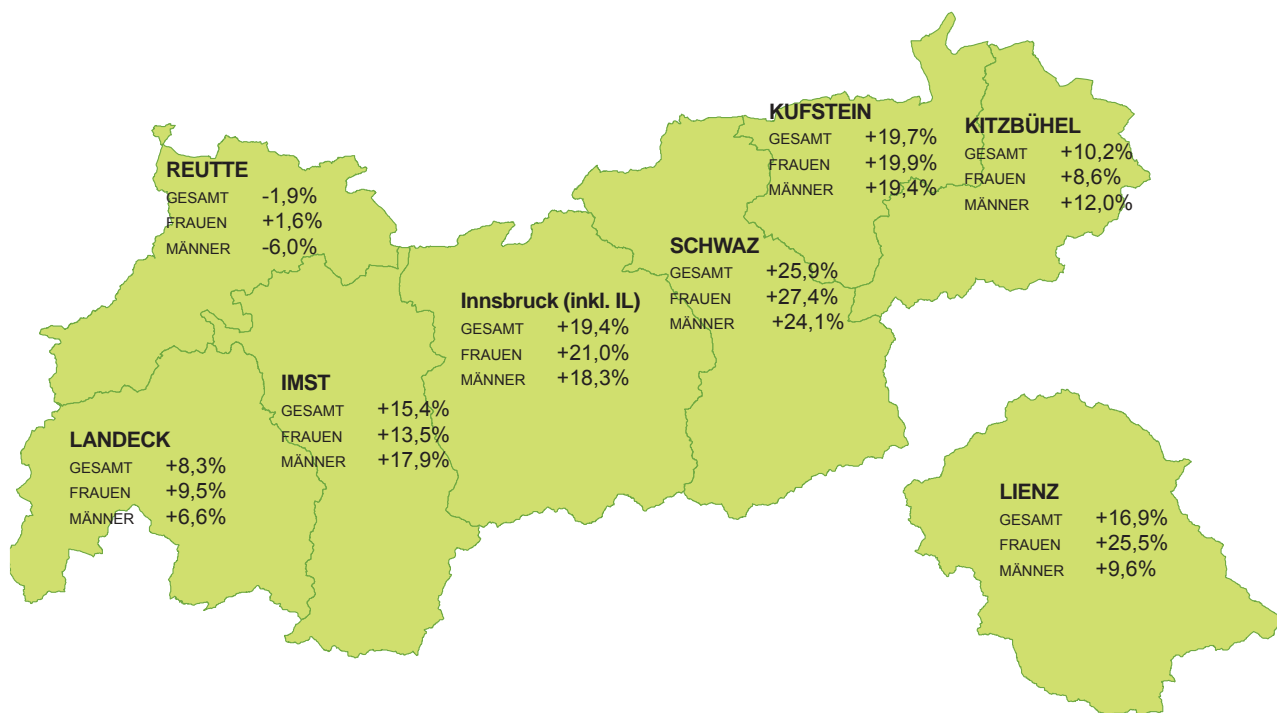 KUFSTEIN
GESAMT +19,7%
FRAUEN +19,9%
MÄNNER +19,4%
KITZBÜHEL
GESAMT +10,2%
FRAUEN +8,6%
MÄNNER +12,0%
REUTTE
GESAMT -1,9%
FRAUEN +1,6%
MÄNNER -6,0%
SCHWAZ
GESAMT +25,9%
FRAUEN +27,4%
MÄNNER +24,1%
Innsbruck (inkl. IL)
GESAMT +19,4%
FRAUEN +21,0%
MÄNNER +18,3%
IMST
GESAMT +15,4%
FRAUEN +13,5%
MÄNNER +17,9%
LANDECK
GESAMT +8,3%
FRAUEN +9,5%
MÄNNER +6,6%
LIENZ
GESAMT +16,9%
FRAUEN +25,5%
MÄNNER +9,6%